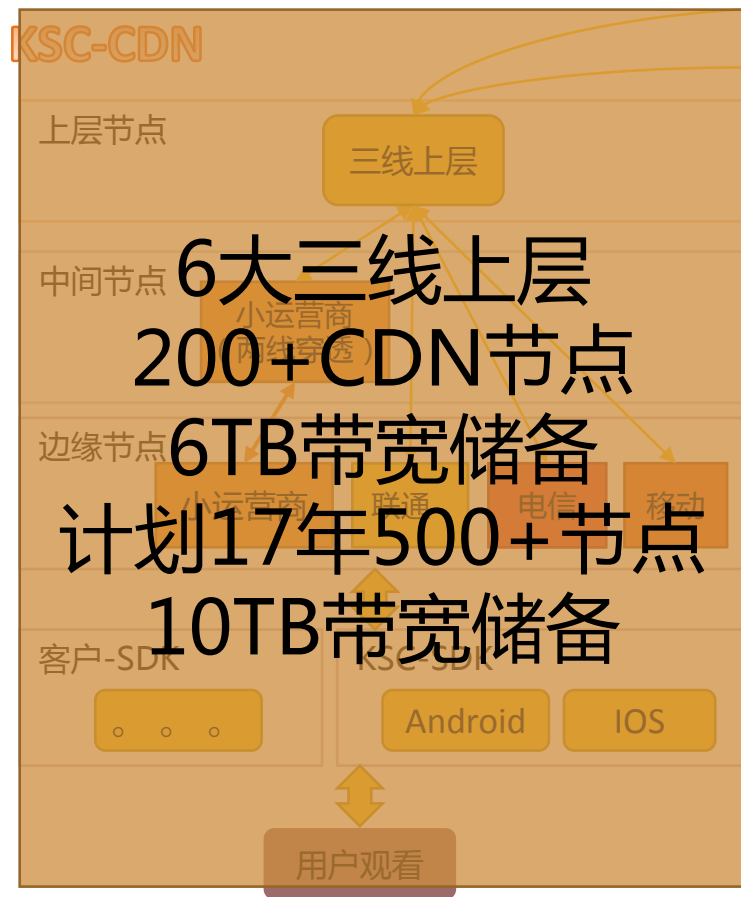 KSC-CDN
上层节点
三线上层
6大三线上层
中间节点
小运营商
（两线穿透）
200+CDN节点
6TB带宽储备
边缘节点
小运营商
联通
电信
移动
计划17年500+节点
10TB带宽储备
客户-SDK
KSC-SDK
。。。
Android
IOS
用户观看